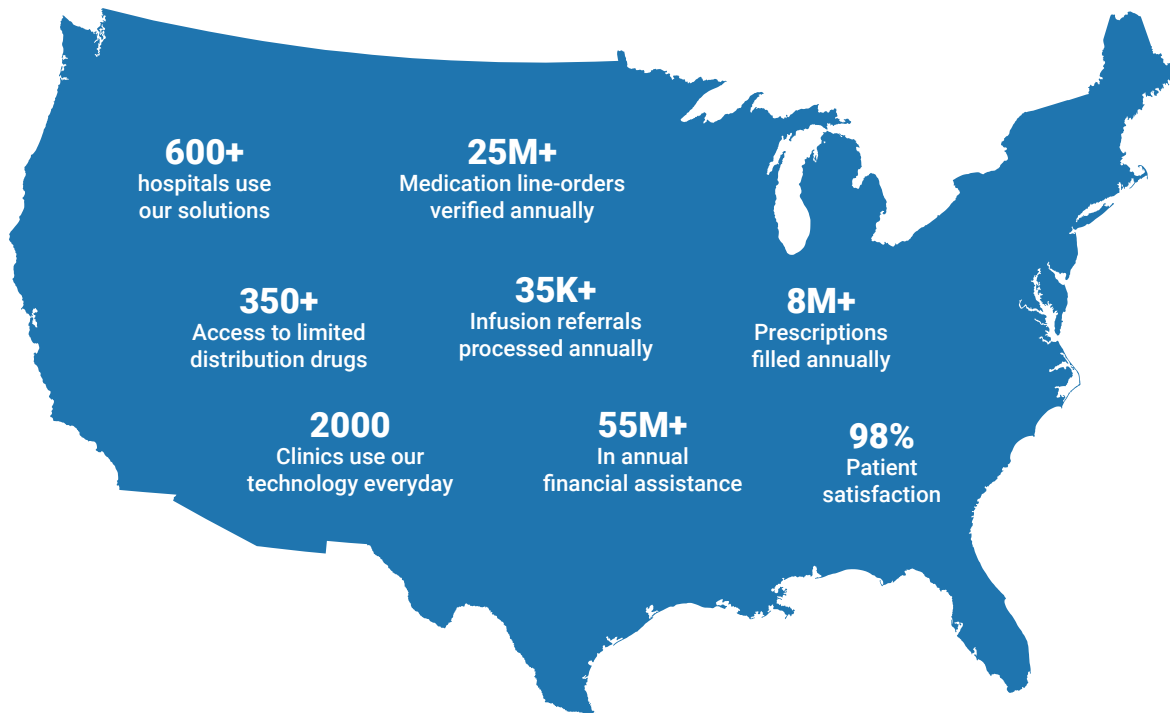 600+
hospitals use
our solutions
25M+
Medication line-orders
verified annually
350+
Access to limited
distribution drugs
35K+
Infusion referrals
processed annually
8M+
Prescriptions
filled annually
2000
Clinics use our
technology everyday
55M+
In annual
financial assistance
98%
Patient
satisfaction